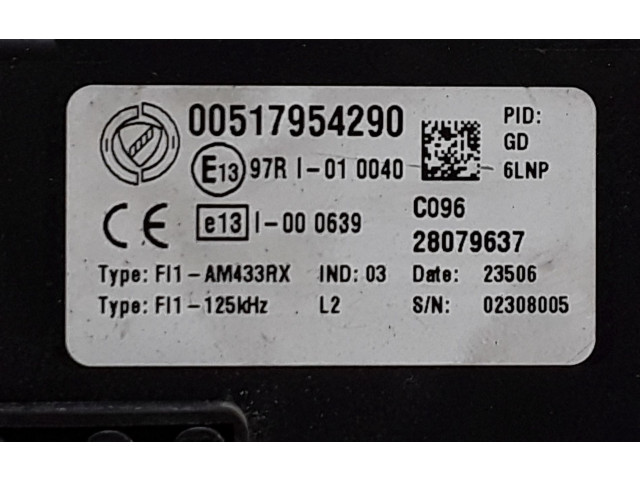 00517954290
PID:
GD
6LNP
E13 97R I-01 0040
CE e13 I-00 0639
C096
28079637
Type: FI1-AM433RX IND: 03 Date: 23506
Type: FI1-125kHz L2 S/N: 02308005